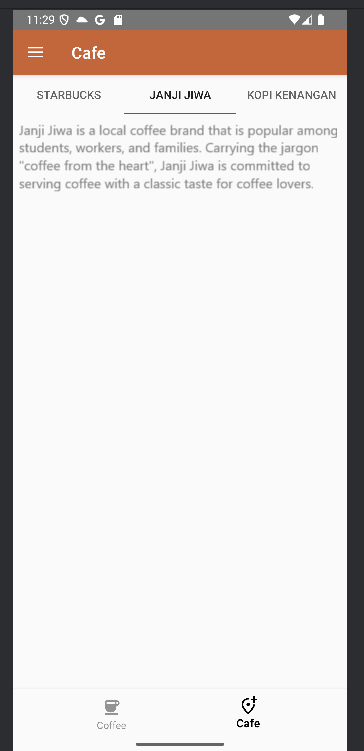 11:29
Cafe
STARBUCKS JANJI JIWA KOPI KENANGAN
Janji Jiwa is a local coffee brand that is popular among
students, workers, and families. Carrying the jargon
"coffee from the heart", Janji Jiwa is committed to
serving coffee with a classic taste for coffee lovers.
Coffee Cafe